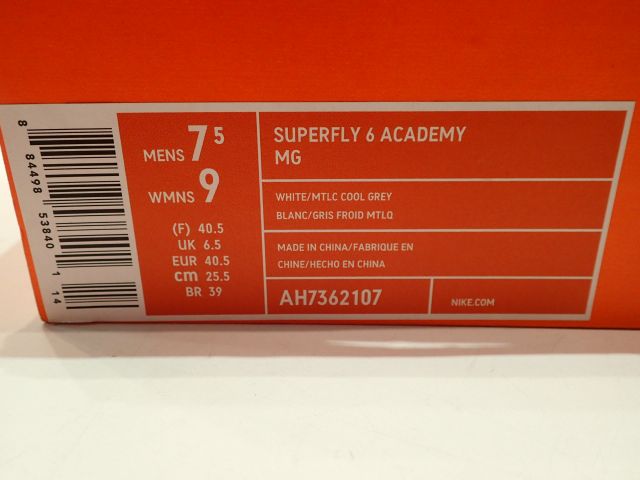 8 84498 53840 1 14
MENS 7 5
WMNS 9
(F) 40.5
UK 6.5
EUR 40.5
cm 25.5
BR 39
SUPERFLY 6 ACADEMY
MG
WHITE/MTLC COOL GREY
BLANC/GRIS FROID MTLQ
MADE IN CHINA/FABRIQUE EN
CHINE/HECHO EN CHINA
AH7362107
NIKE.COM